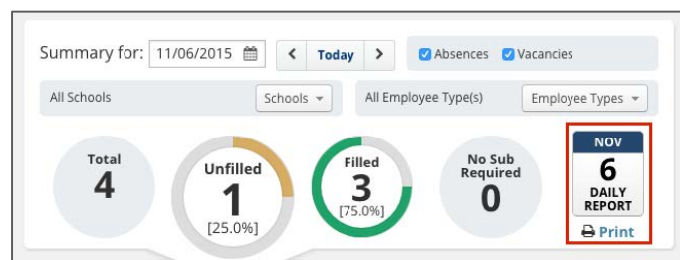 Summary for: 11/06/2015 < Today > Absences Vacancies
All Schools Schools All Employee Type(s) Employee Types
Total
4
Unfilled
1
[25.0%]
Filled
3
[75.0%]
No Sub
Required
0
NOV
6
DAILY
REPORT
Print